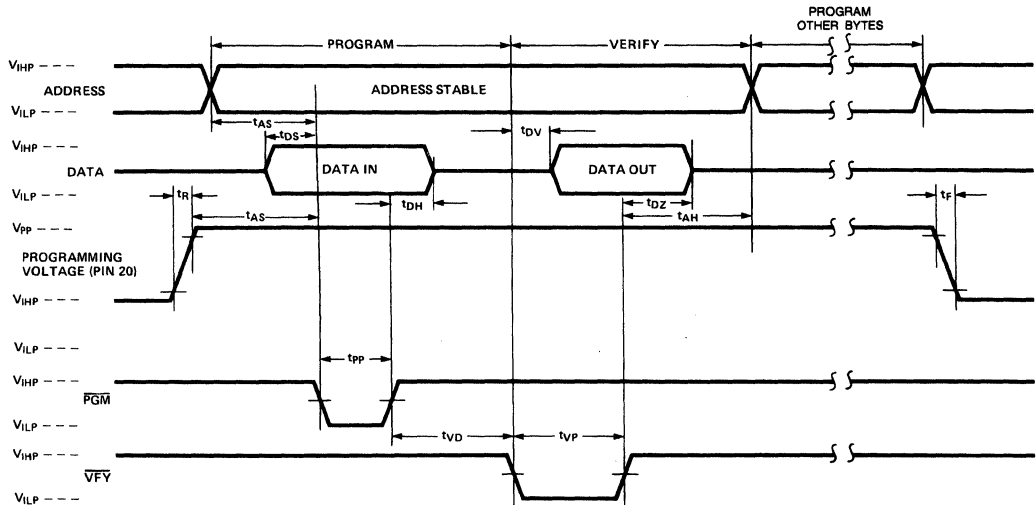 PROGRAM
OTHER BYTES
PROGRAM
VERIFY
VIHP
ADDRESS
ADDRESS STABLE
VILP
tAS
tDS
tDV
VIHP
DATA
DATA IN
DATA OUT
VILP
tR
tDH
tDZ
tF
tAS
tAH
VPP
PROGRAMMING
VOLTAGE (PIN 20)
VIHP
VILP
tPP
VIHP
PGM
VILP
tVD
tVP
VIHP
VFY
VILP